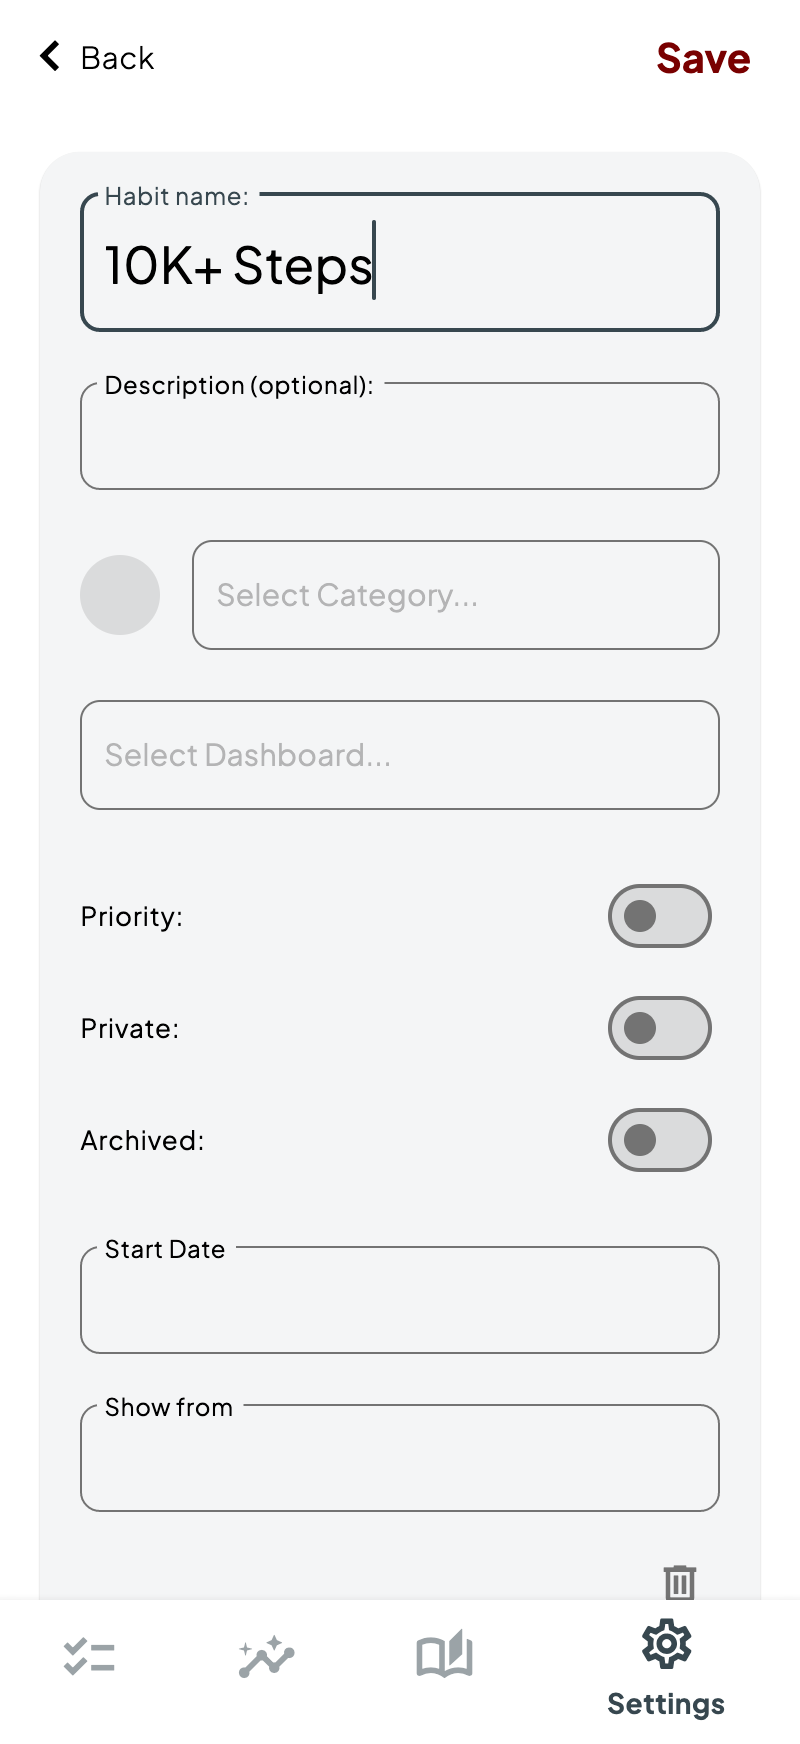 Back
Save
Habit name:
10K+ Steps
Description (optional):
Select Category...
Select Dashboard...
Priority:
Private:
Archived:
Start Date
Show from
Settings